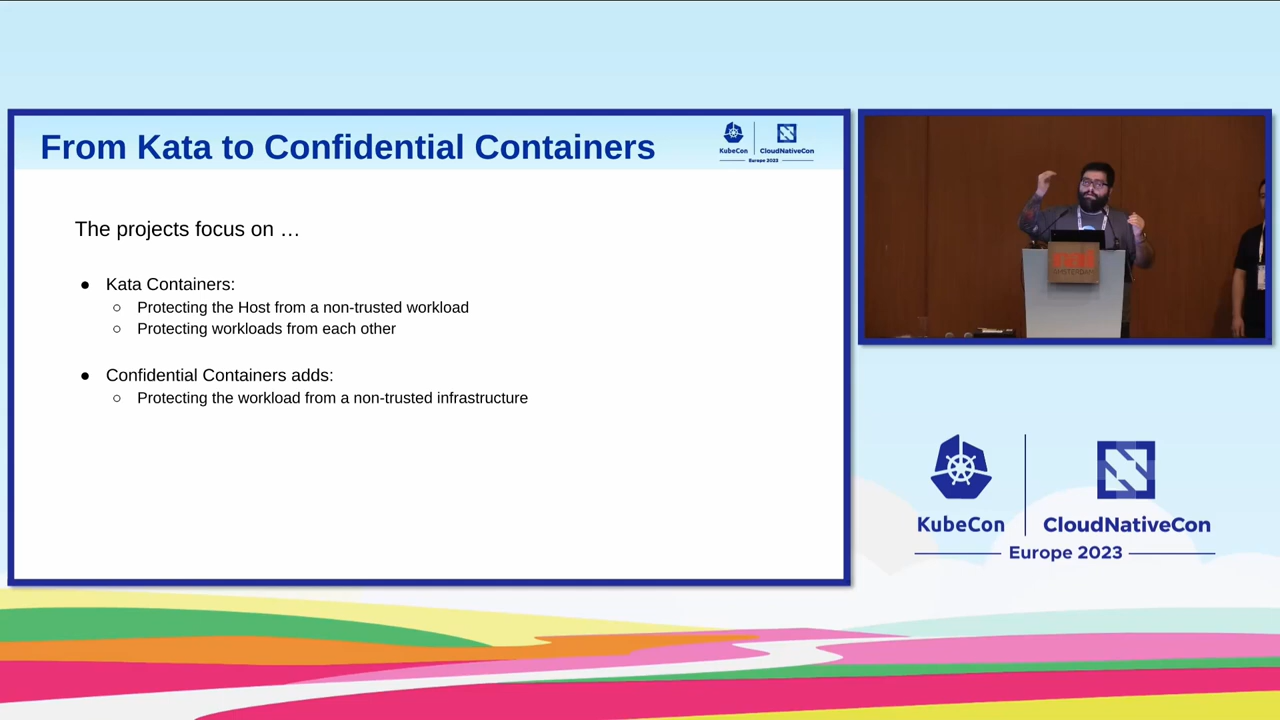 From Kata to Confidential Containers
KubeCon
CloudNativeCon
Europe 2023
The projects focus on …
● Kata Containers:
○ Protecting the Host from a non-trusted workload
○ Protecting workloads from each other
● Confidential Containers adds:
○ Protecting the workload from a non-trusted infrastructure
AMSTERDAM
KubeCon
CloudNativeCon
Europe 2023